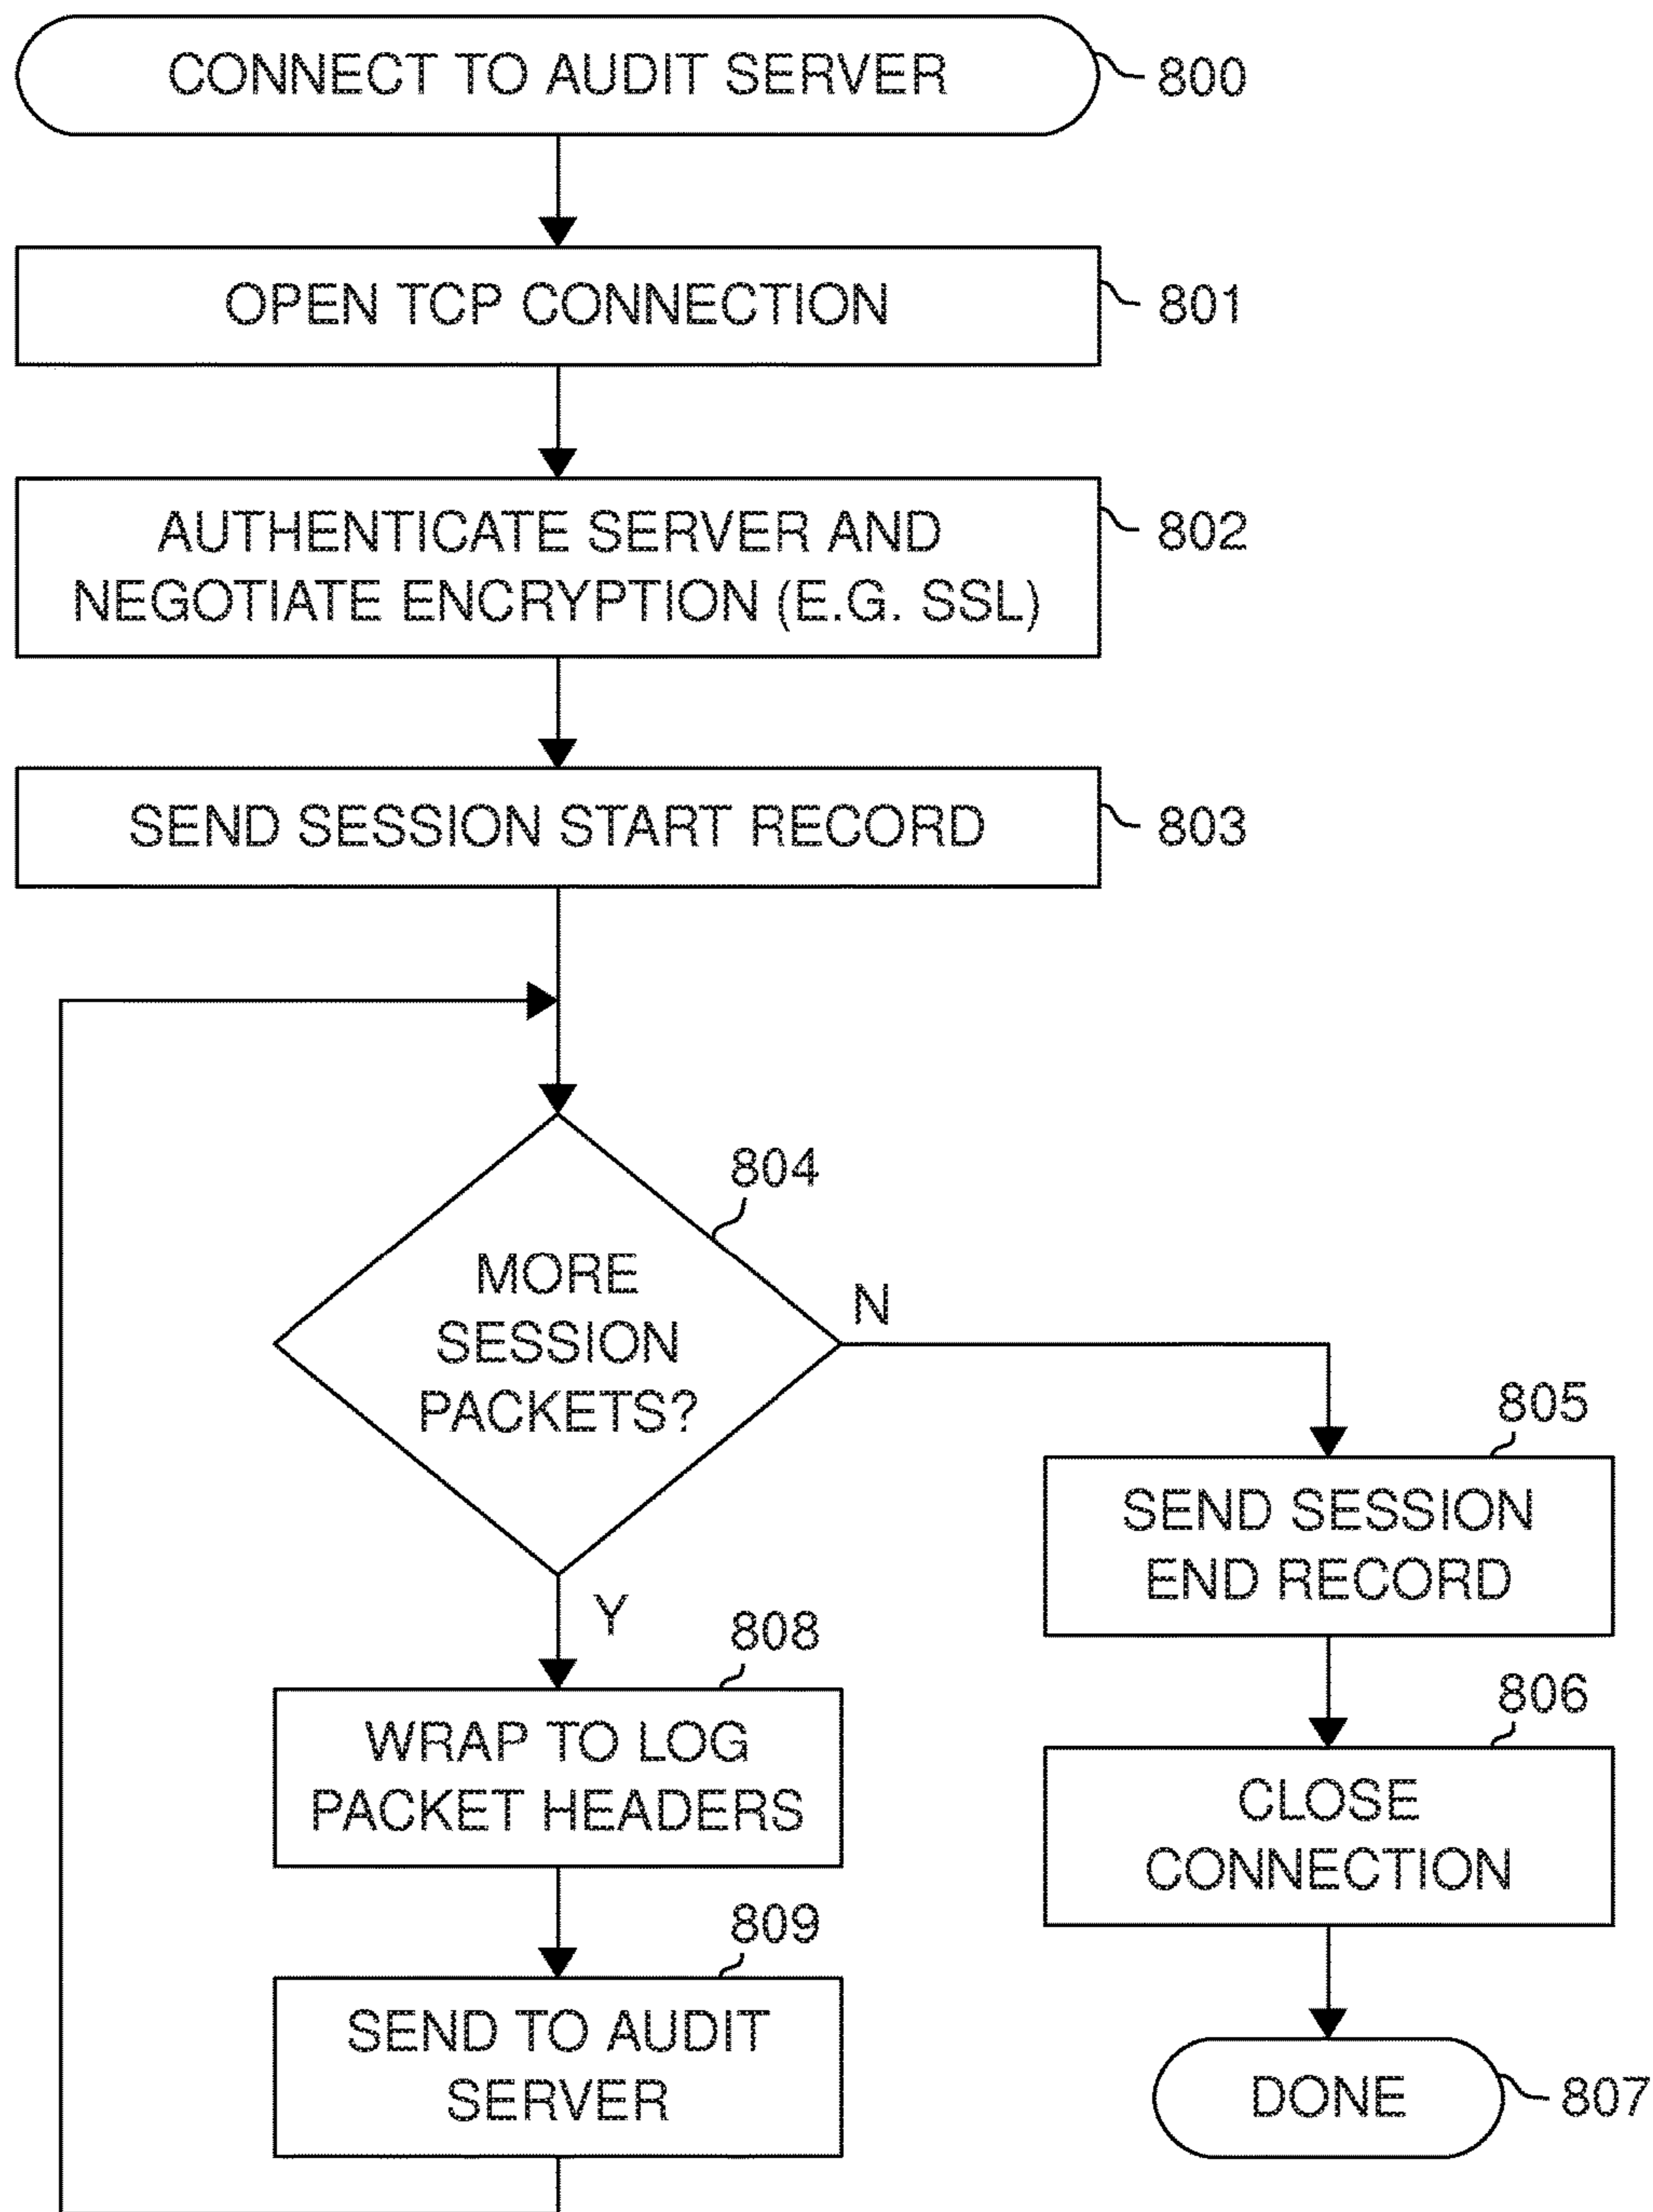 CONNECT TO AUDIT SERVER
800
OPEN TCP CONNECTION
801
AUTHENTICATE SERVER AND
NEGOTIATE ENCRYPTION (E.G. SSL)
802
SEND SESSION START RECORD
803
804
MORE
SESSION
PACKETS?
N
Y
805
SEND SESSION
END RECORD
806
CLOSE
CONNECTION
DONE
807
808
WRAP TO LOG
PACKET HEADERS
809
SEND TO AUDIT
SERVER